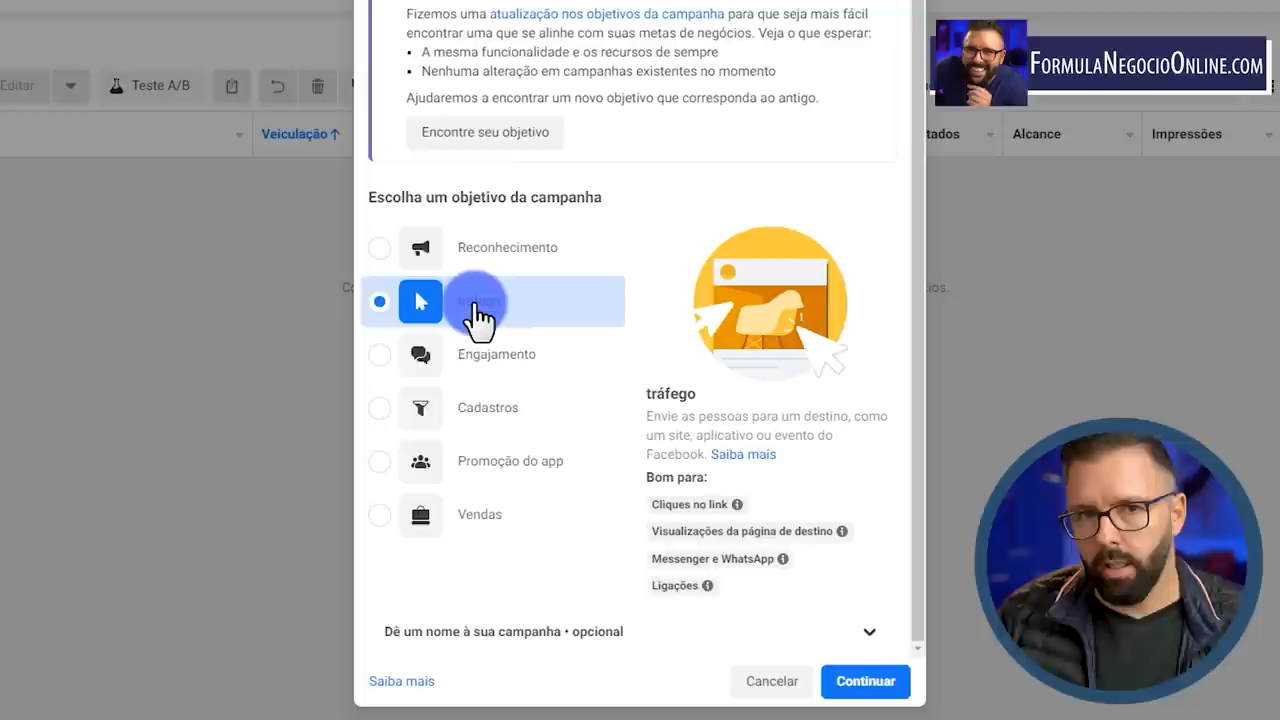 Fizemos uma atualização nos objetivos da campanha para que seja mais fácil
encontrar uma que se alinhe com suas metas de negócios. Veja o que esperar:
• A mesma funcionalidade e os recursos de sempre
• Nenhuma alteração em campanhas existentes no momento
Ajudaremos a encontrar um novo objetivo que corresponda ao antigo.
Encontre seu objetivo
FORMULANEGOCIOONLINE.COM
Editar
Teste A/B
Veiculação↑
tados
Alcance
Impressões
Escolha um objetivo da campanha
Reconhecimento
Engajamento
Cadastros
Promoção do app
Vendas
tráfego
Envie as pessoas para um destino, como
um site, aplicativo ou evento do
Facebook. Saiba mais
Bom para:
Cliques no link
Visualizações da página de destino
Messenger e WhatsApp
Ligações
Dê um nome à sua campanha • opcional
Saiba mais
Cancelar
Continuar